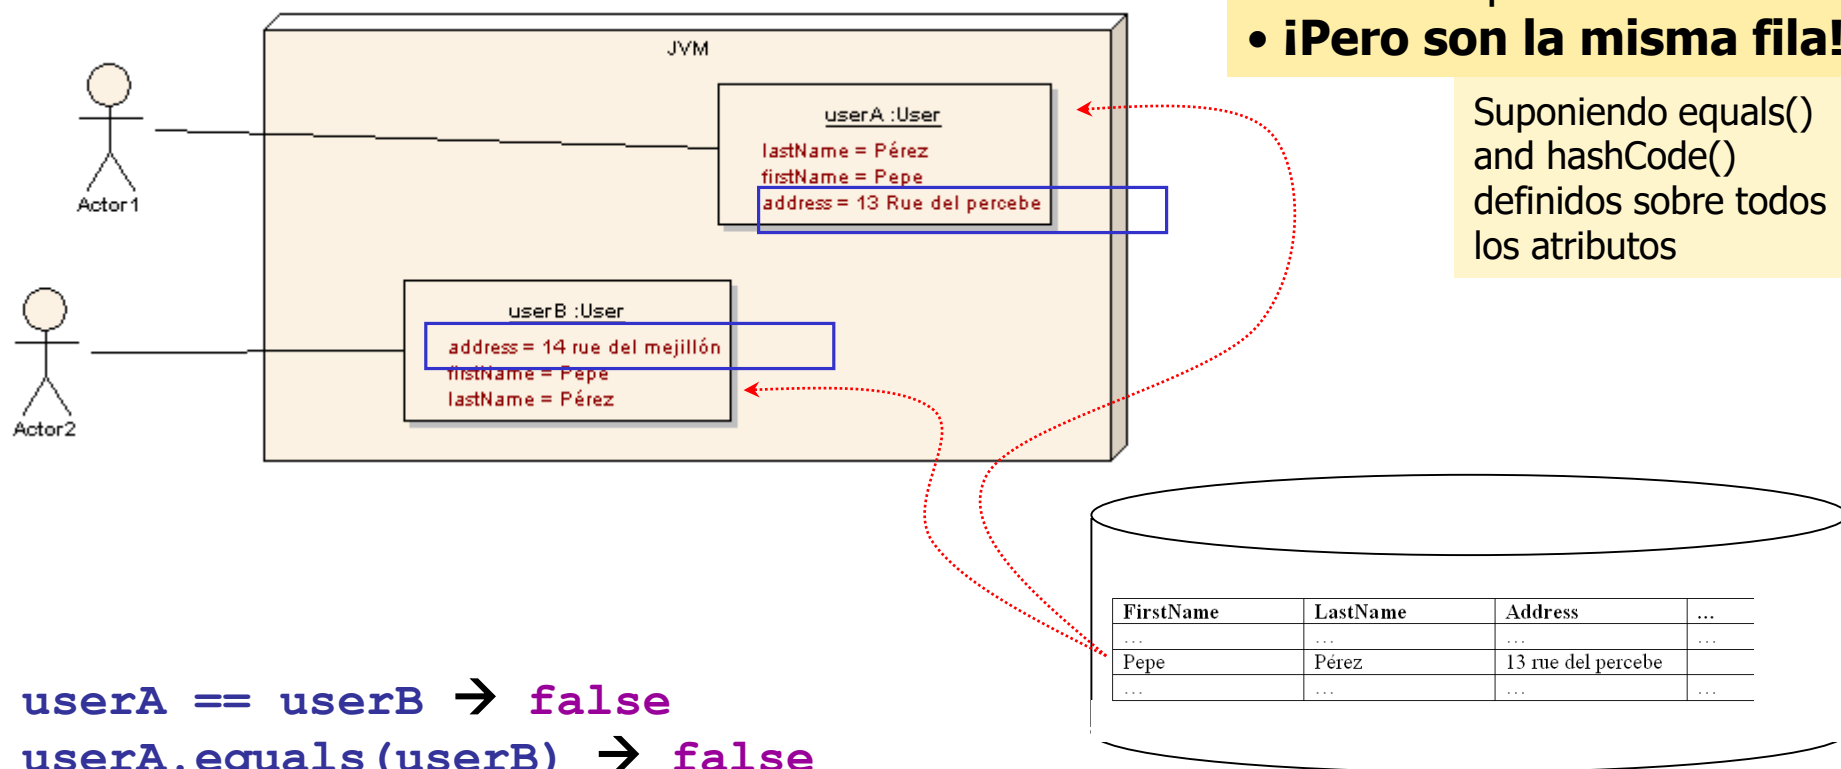 • ¡Pero son la misma fila!
Suponiendo equals()
and hashCode()
definidos sobre todos
los atributos
JVM
userA :User
lastName = Pérez
firstName = Pepe
address = 13 Rue del percebe
Actor1
userB :User
address = 14 rue del mejillón
firstName = Pepe
lastName = Pérez
Actor2
FirstName LastName Address ...
... ... ... ...
Pepe Pérez 13 rue del percebe
... ... ... ...
userA == userB → false
userA.equals(userB) → false